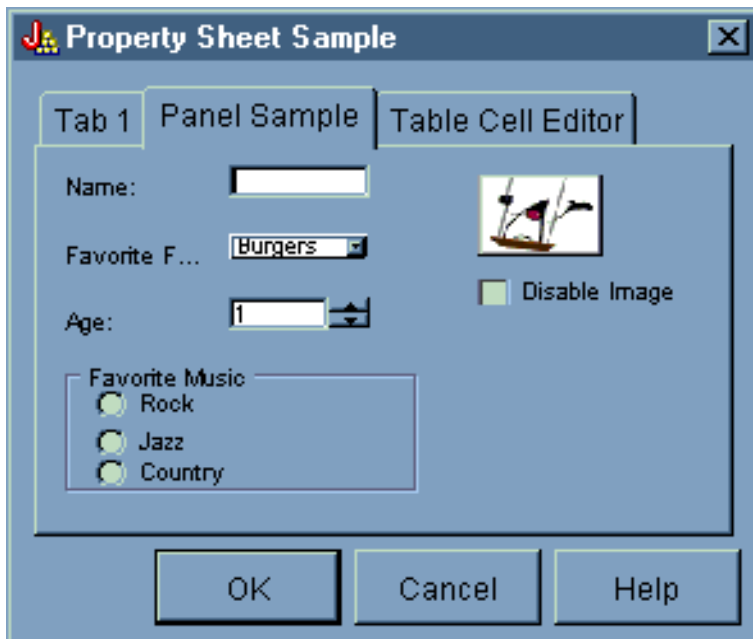 Property Sheet Sample
Tab 1 Panel Sample Table Cell Editor
Name:
Favorite F... Burgers
Disable Image
Age: 1
Favorite Music
Rock
Jazz
Country
OK Cancel Help